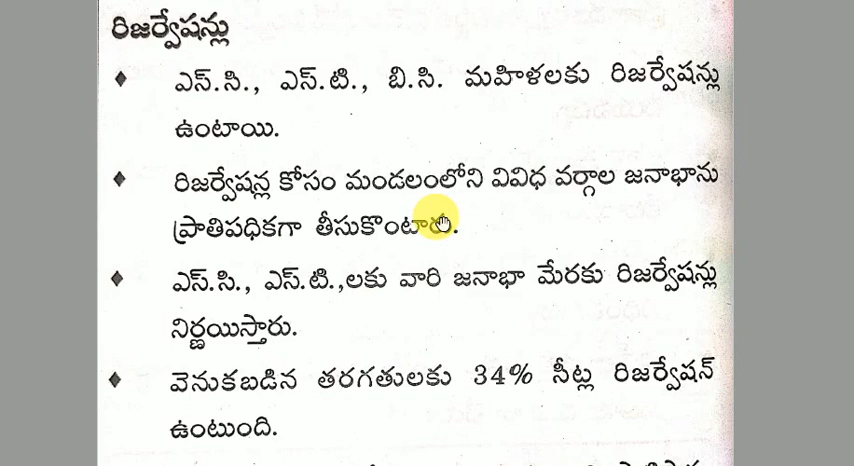 రిజర్వేషన్లు
♦ ఎస్.సి., ఎస్.టి., బి.సి. మహిళలకు రిజర్వేషన్లు
ఉంటాయి.
♦ రిజర్వేషన్ల కోసం మండలంలోని వివిధ వర్గాల జనాభాను
ప్రాతిపధికగా తీసుకొంటారు.
♦ ఎస్.సి., ఎస్.టి.,లకు వారి జనాభా మేరకు రిజర్వేషన్లు
నిర్ణయిస్తారు.
♦ వెనుకబడిన తరగతులకు 34% సీట్ల రిజర్వేషన్
ఉంటుంది.